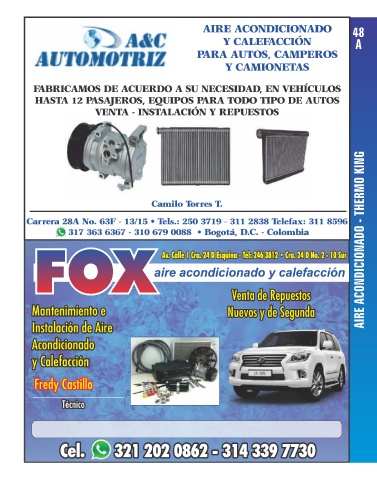 A&C
AUTOMOTRIZ
AIRE ACONDICIONADO
Y CALEFACCIÓN
PARA AUTOS, CAMPEROS
Y CAMIONETAS
FABRICAMOS DE ACUERDO A SU NECESIDAD, EN VEHÍCULOS
HASTA 12 PASAJEROS, EQUIPOS PARA TODO TIPO DE AUTOS
VENTA - INSTALACIÓN Y REPUESTOS
Camilo Torres T.
Carrera 28A No. 63F - 13/15 • Tels.: 250 3719 - 311 2838 Telefax: 311 8596
317 363 6367 - 310 679 0088 • Bogotá, D.C. - Colombia
FOX
Av. Calle 1 Cra. 24 D Esquina - Tel: 246 3812 • Cra. 24 D No. 2 - 10 Sur
aire acondicionado y calefacción
Mantenimiento e
Instalación de Aire
Acondicionado
y Calefacción
Fredy Castillo
Técnico
Venta de Repuestos
Nuevos y de Segunda
Cel. 321 202 0862 - 314 339 7730
48
A
AIRE ACONDICIONADO - THERMO KING